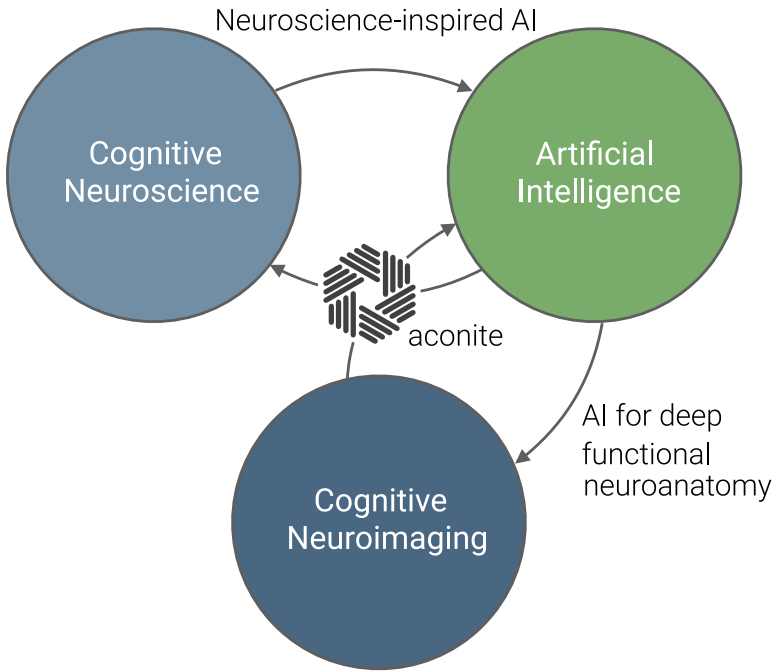 Neuroscience-inspired AI
Cognitive
Neuroscience
Artificial
Intelligence
aconite
AI for deep
functional
neuroanatomy
Cognitive
Neuroimaging